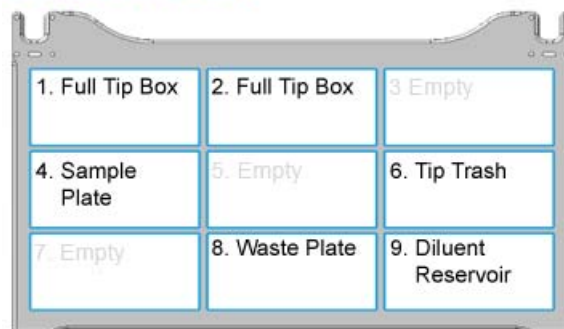 1. Full Tip Box
2. Full Tip Box
3 Empty
4. Sample
Plate
5. Empty
6. Tip Trash
7. Empty
8. Waste Plate
9. Diluent
Reservoir